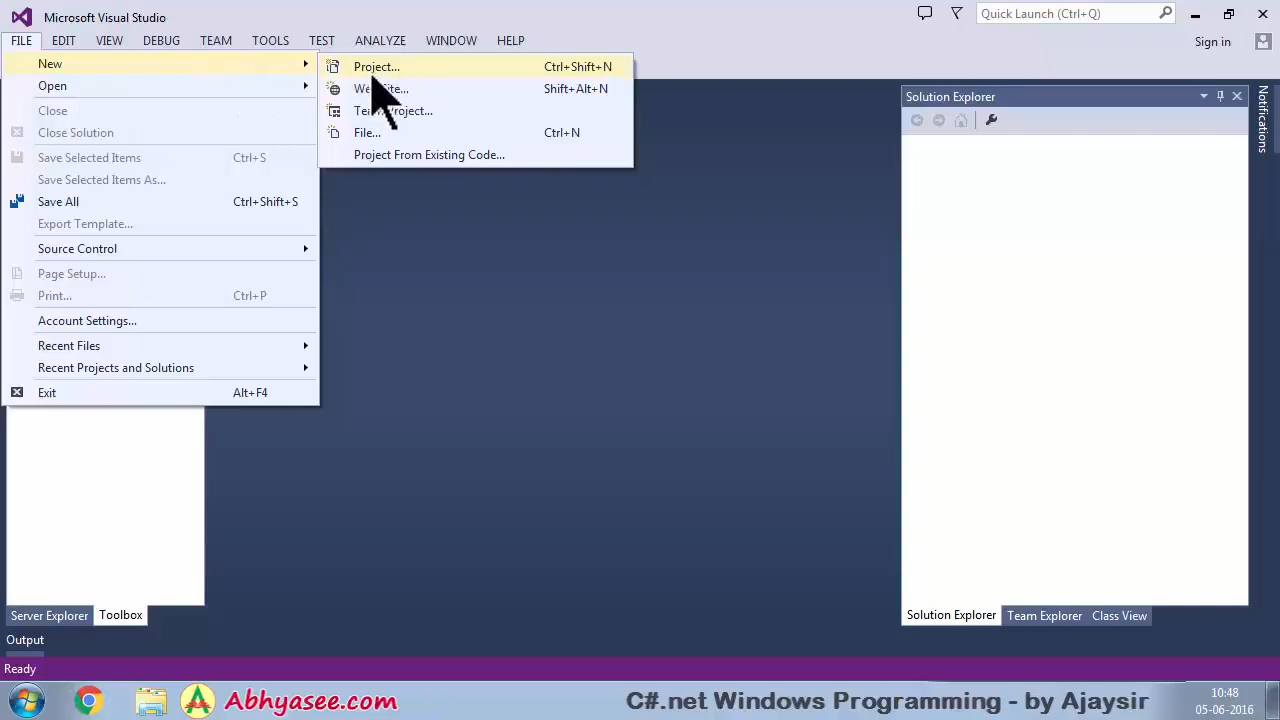 Microsoft Visual Studio
Quick Launch (Ctrl+Q)
FILE EDIT VIEW DEBUG TEAM TOOLS TEST ANALYZE WINDOW HELP
Sign in
New
Project... Ctrl+Shift+N
Open
Shift+Alt+N
Close
File... Ctrl+N
Close Solution
Project From Existing Code...
Save Selected Items Ctrl+S
Save Selected Items As...
Save All Ctrl+Shift+S
Export Template...
Source Control
Page Setup...
Print... Ctrl+P
Account Settings...
Recent Files
Recent Projects and Solutions
Exit Alt+F4
Solution Explorer
Notifications
Server Explorer Toolbox
Solution Explorer Team Explorer Class View
Output
Ready
Abhyasee.com
C#.net Windows Programming - by Ajaysir
10:48
05-06-2016